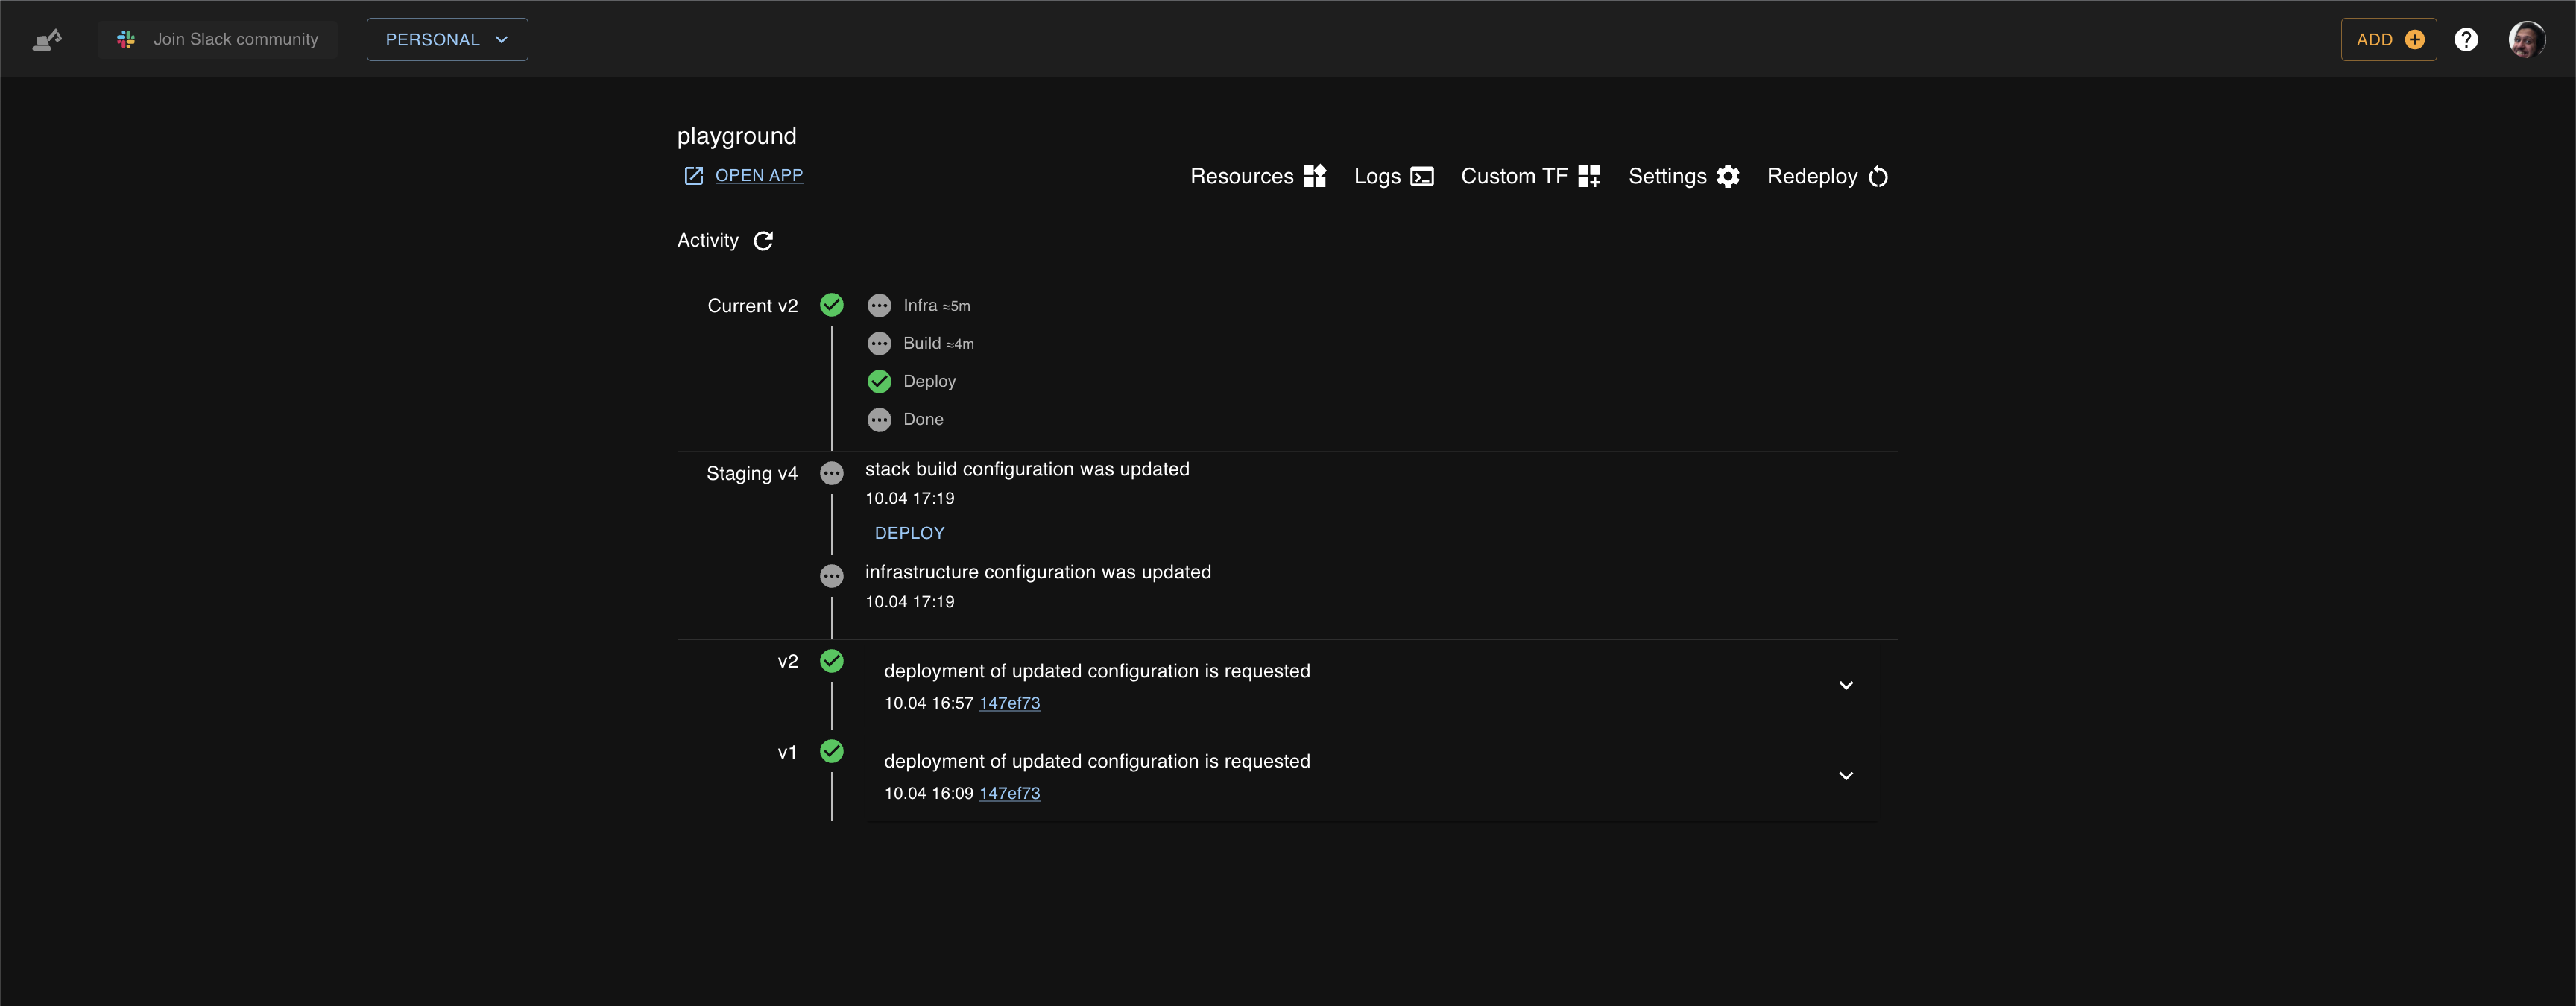 Join Slack community
PERSONAL
ADD
playground
OPEN APP
Resources
Logs
Custom TF
Settings
Redeploy
Activity
Current v2
Infra ≈5m
Build ≈4m
Deploy
Done
Staging v4
stack build configuration was updated
10.04 17:19
DEPLOY
infrastructure configuration was updated
10.04 17:19
v2
deployment of updated configuration is requested
10.04 16:57 147ef73
v1
deployment of updated configuration is requested
10.04 16:09 147ef73